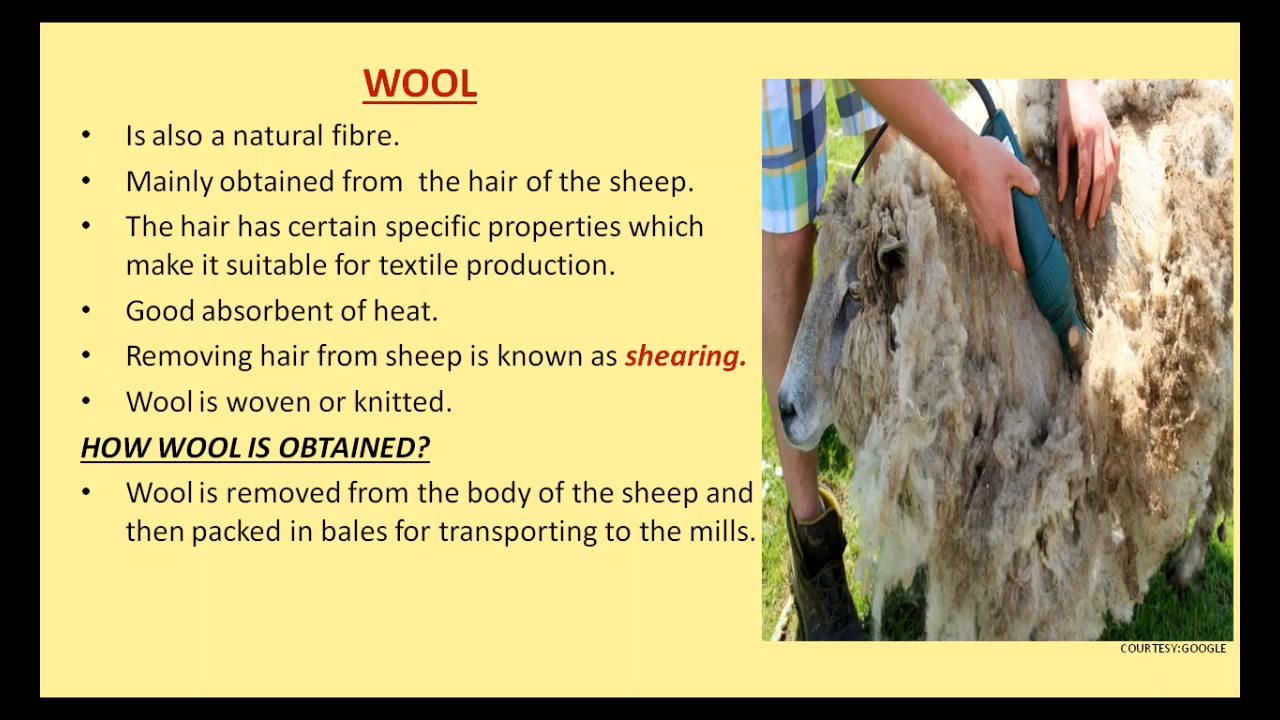 WOOL
• Is also a natural fibre.
• Mainly obtained from the hair of the sheep.
• The hair has certain specific properties which
make it suitable for textile production.
• Good absorbent of heat.
• Removing hair from sheep is known as shearing.
• Wool is woven or knitted.
HOW WOOL IS OBTAINED?
• Wool is removed from the body of the sheep and
then packed in bales for transporting to the mills.
COURTESY:GOOGLE